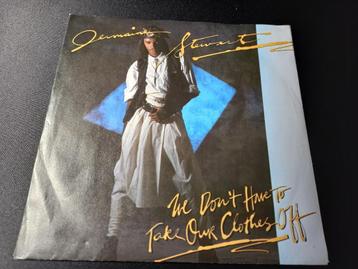 Jermaine Stewart
We Don't Have To
Take Our Clothes Off